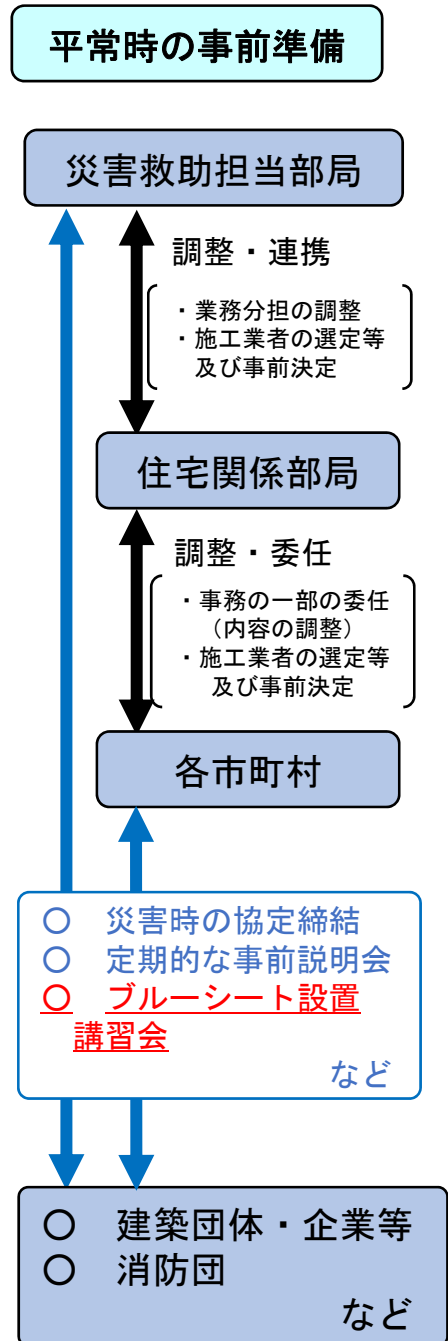 平常時の事前準備
災害救助担当部局
調整・連携
・業務分担の調整
・施工業者の選定等
及び事前決定
住宅関係部局
調整・委任
・事務の一部の委任
（内容の調整）
・施工業者の選定等
及び事前決定
各市町村
〇　災害時の協定締結
〇　定期的な事前説明会
〇　ブルーシート設置
講習会
など
〇　建築団体・企業等
〇　消防団
など